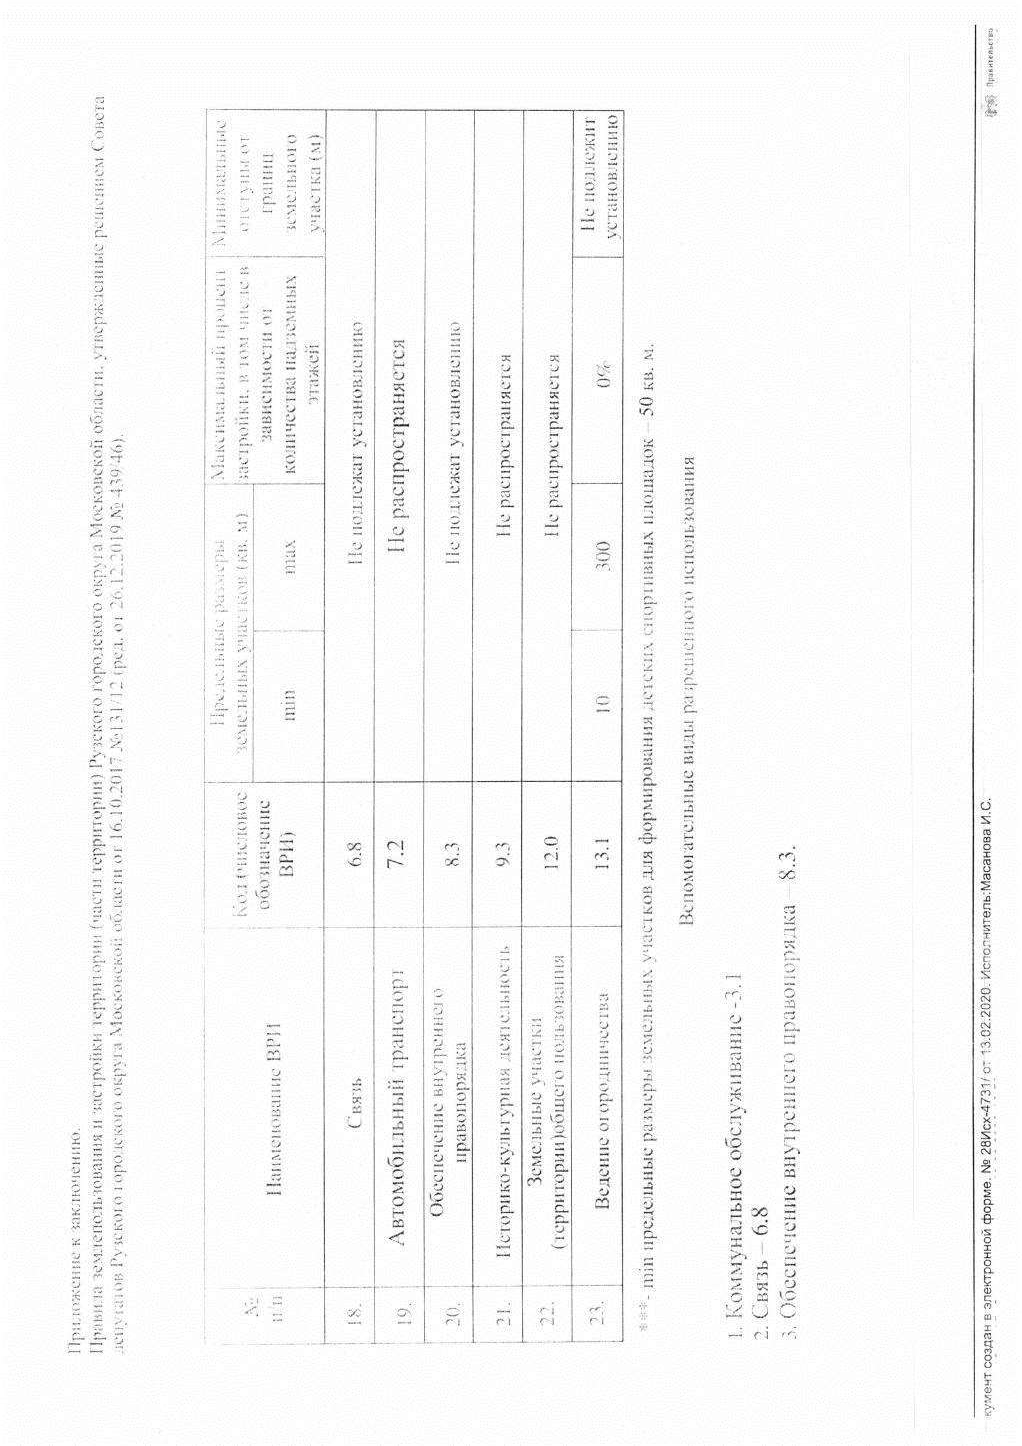 Приложение к заключению.
Правила землепользования и застройки территории (части территории) Рузского городского округа Московской области, утвержденные решением Совета
депутатов Рузского городского округа Московской области от 16.10.2017 №131/12 (ред. от 26.12.2019 № 439/46).
№
п/п
Наименование ВРИ
Код (числовое
обозначение
ВРИ)
Предельные размеры
земельных участков (кв. м)
min
max
Максимальный процент
застройки, в том числе в
зависимости от
количества надземных
этажей
Минимальные
отступы от
границ
земельного
участка (м)
18. Связь 6.8 Не подлежат установлению
19. Автомобильный транспорт 7.2 Не распространяется
20. Обеспечение внутреннего
правопорядка 8.3 Не подлежат установлению
21. Историко-культурная деятельность 9.3 Не распространяется
22. Земельные участки
(территории)общего пользования 12.0 Не распространяется
23. Ведение огородничества 13.1 10 300 0% Не подлежит
установлению
***- min предельные размеры земельных участков для формирования детских спортивных площадок – 50 кв. м.
Вспомогательные виды разрешенного использования
1. Коммунальное обслуживание -3.1
2. Связь – 6.8
3. Обеспечение внутреннего правопорядка – 8.3.
кумент создан в электронной форме. № 28Исх-4731/ от 13.02.2020. Исполнитель:Масанова И.С.
Правительство